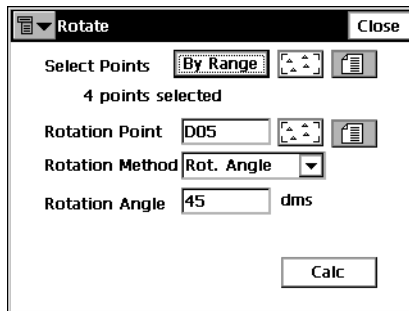 Rotate Close
Select Points By Range
4 points selected
Rotation Point D05
Rotation Method Rot. Angle
Rotation Angle 45 dms
Calc